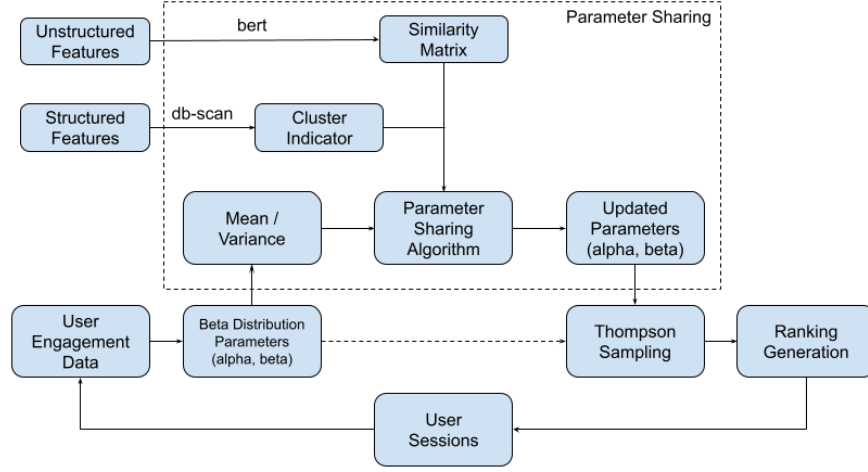 Unstructured
Features
bert
Similarity
Matrix
Parameter Sharing
Structured
Features
db-scan
Cluster
Indicator
Mean /
Variance
Parameter
Sharing
Algorithm
Updated
Parameters
(alpha, beta)
User
Engagement
Data
Beta Distribution
Parameters
(alpha, beta)
Thompson
Sampling
Ranking
Generation
User
Sessions